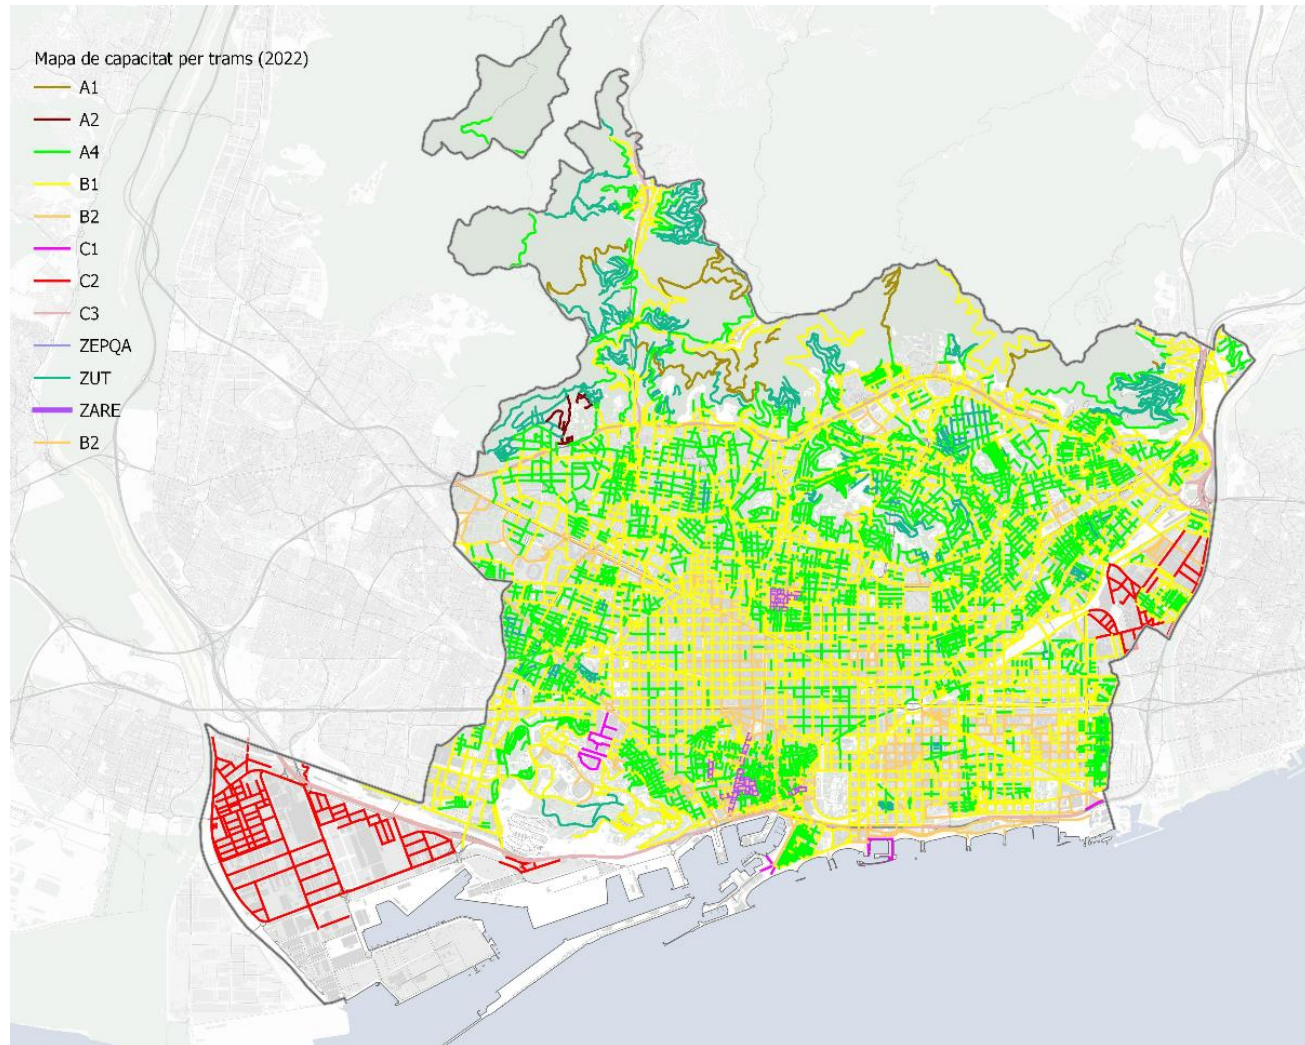 Mapa de capacitat per trams (2022)
A1
A2
A4
B1
B2
C1
C2
C3
ZEPQA
ZUT
ZARE
B2